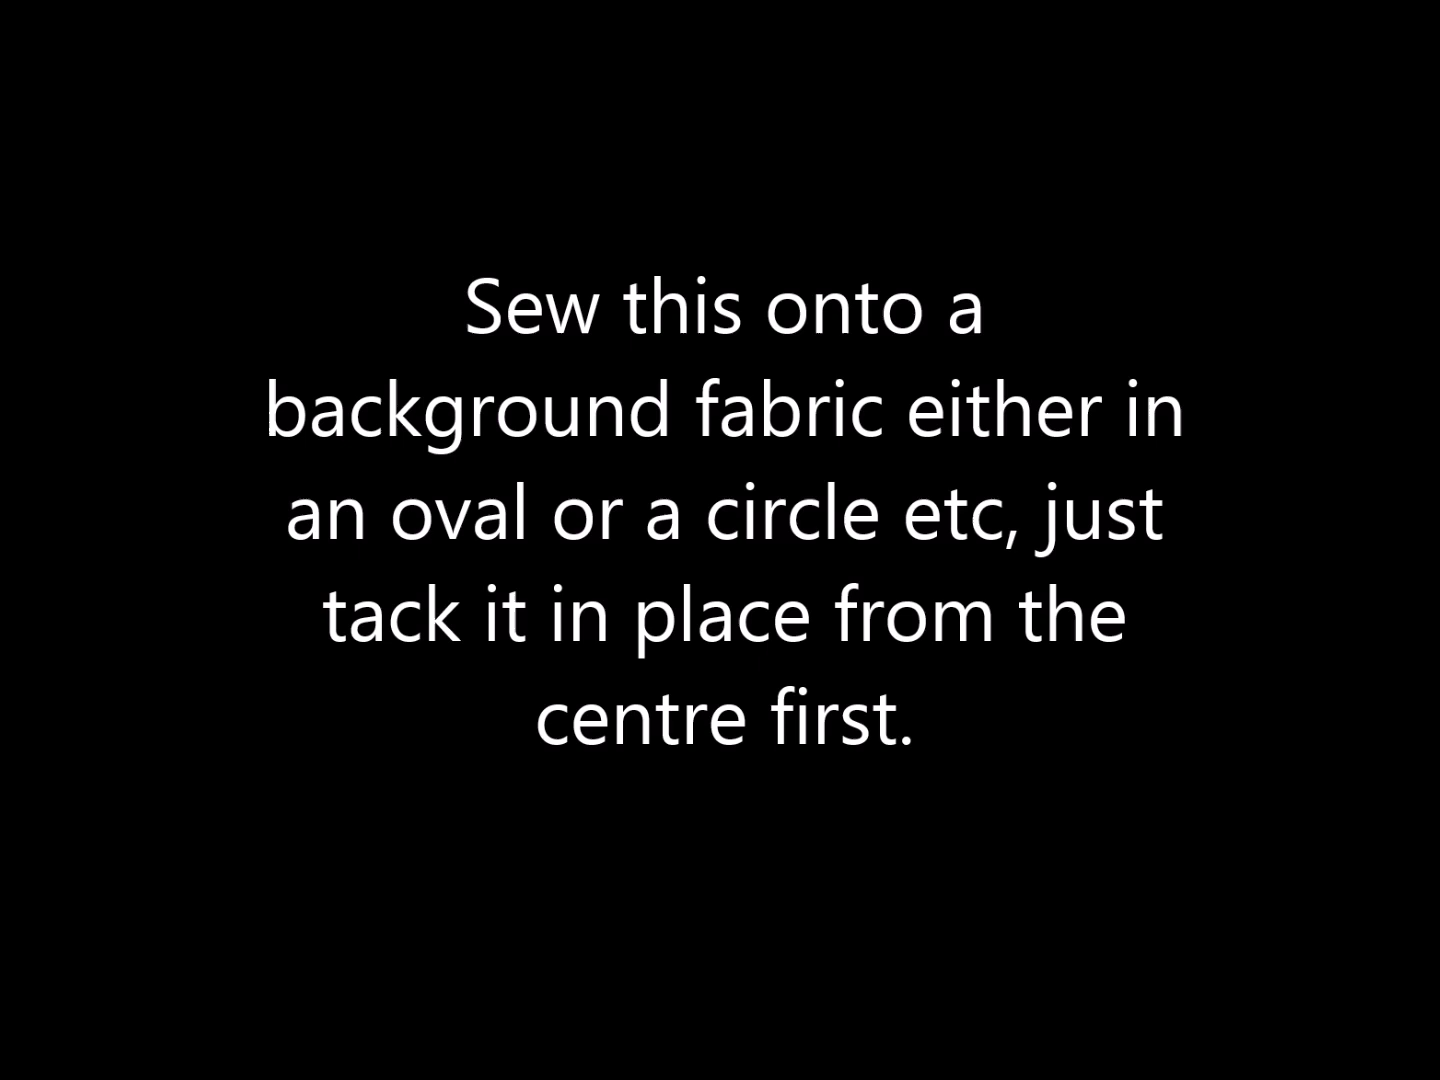 Sew this onto a
background fabric either in
an oval or a circle etc, just
tack it in place from the
centre first.